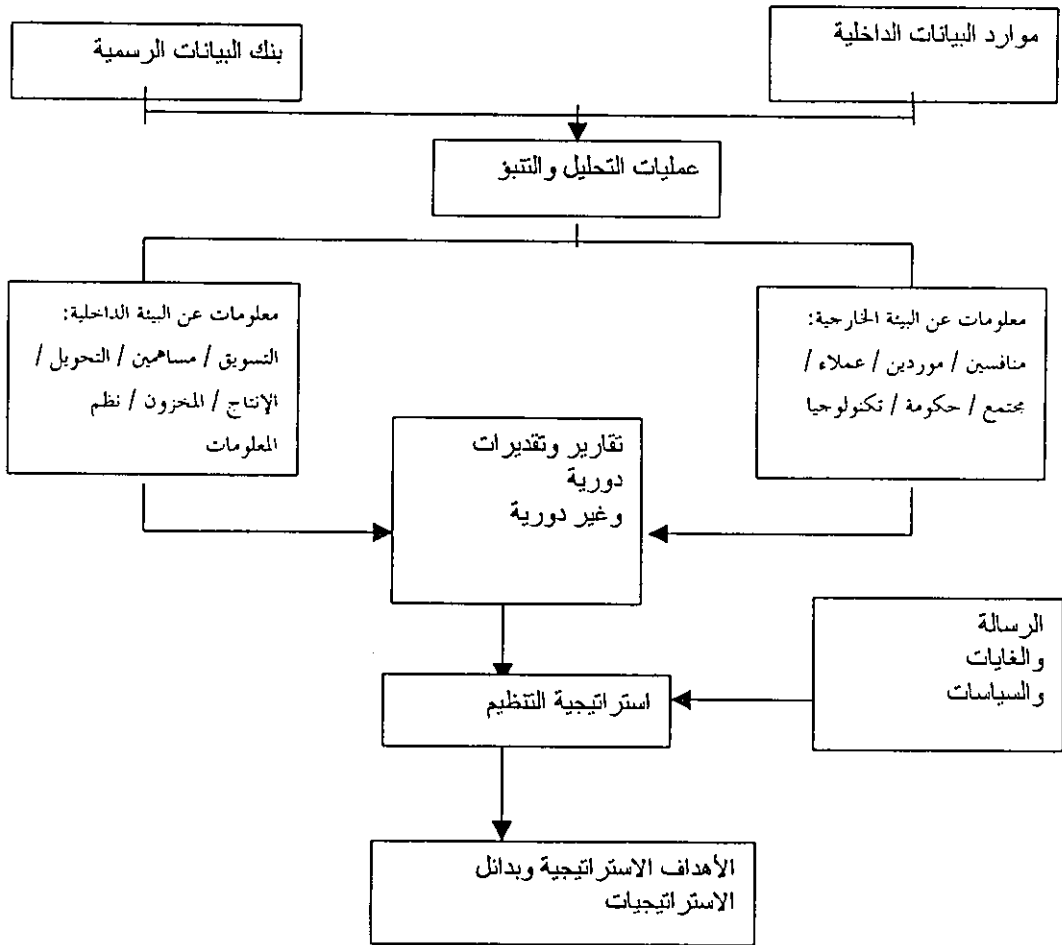 موارد البيانات الداخلية
بنك البيانات الرسمية
عمليات التحليل والتنبؤ
معلومات عن البيئة الخارجية:
منافسين / موردين / عملاء /
مجتمع / حكومة / تكنولوجيا
معلومات عن البيئة الداخلية:
التسويق / مساهمين / التحويل /
الإنتاج / المخزون / نظم
المعلومات
تقارير وتقديرات
دورية
وغير دورية
الرسالة
والغايات
والسياسات
استراتيجية التنظيم
الأهداف الاستراتيجية وبدائل
الاستراتيجيات